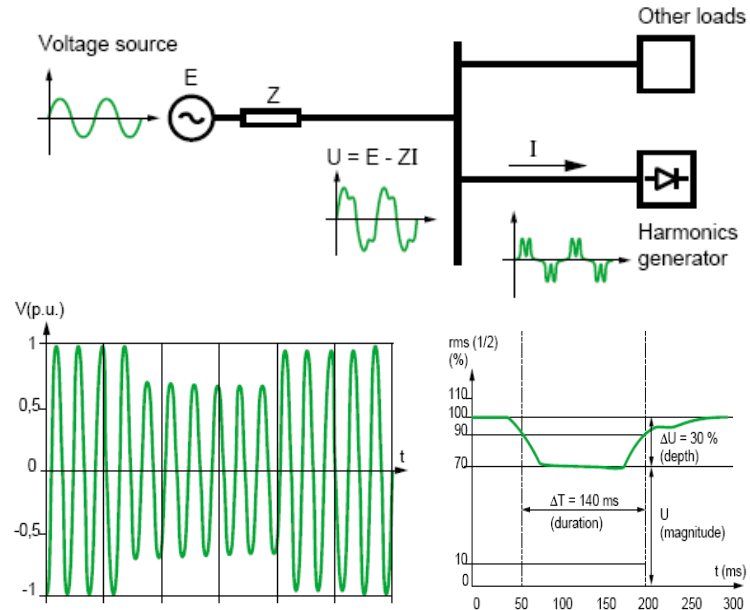 Other loads
Voltage source
E
Z
U = E - ZI
I
Harmonics
generator
V(p.u.)
1
0,5
0
-0,5
-1
t
rms (1/2)
(%)
110
100
90
70
10
0
ΔU = 30 %
(depth)
ΔT = 140 ms
(duration)
U
(magnitude)
t (ms)
0 50 100 150 200 250 300